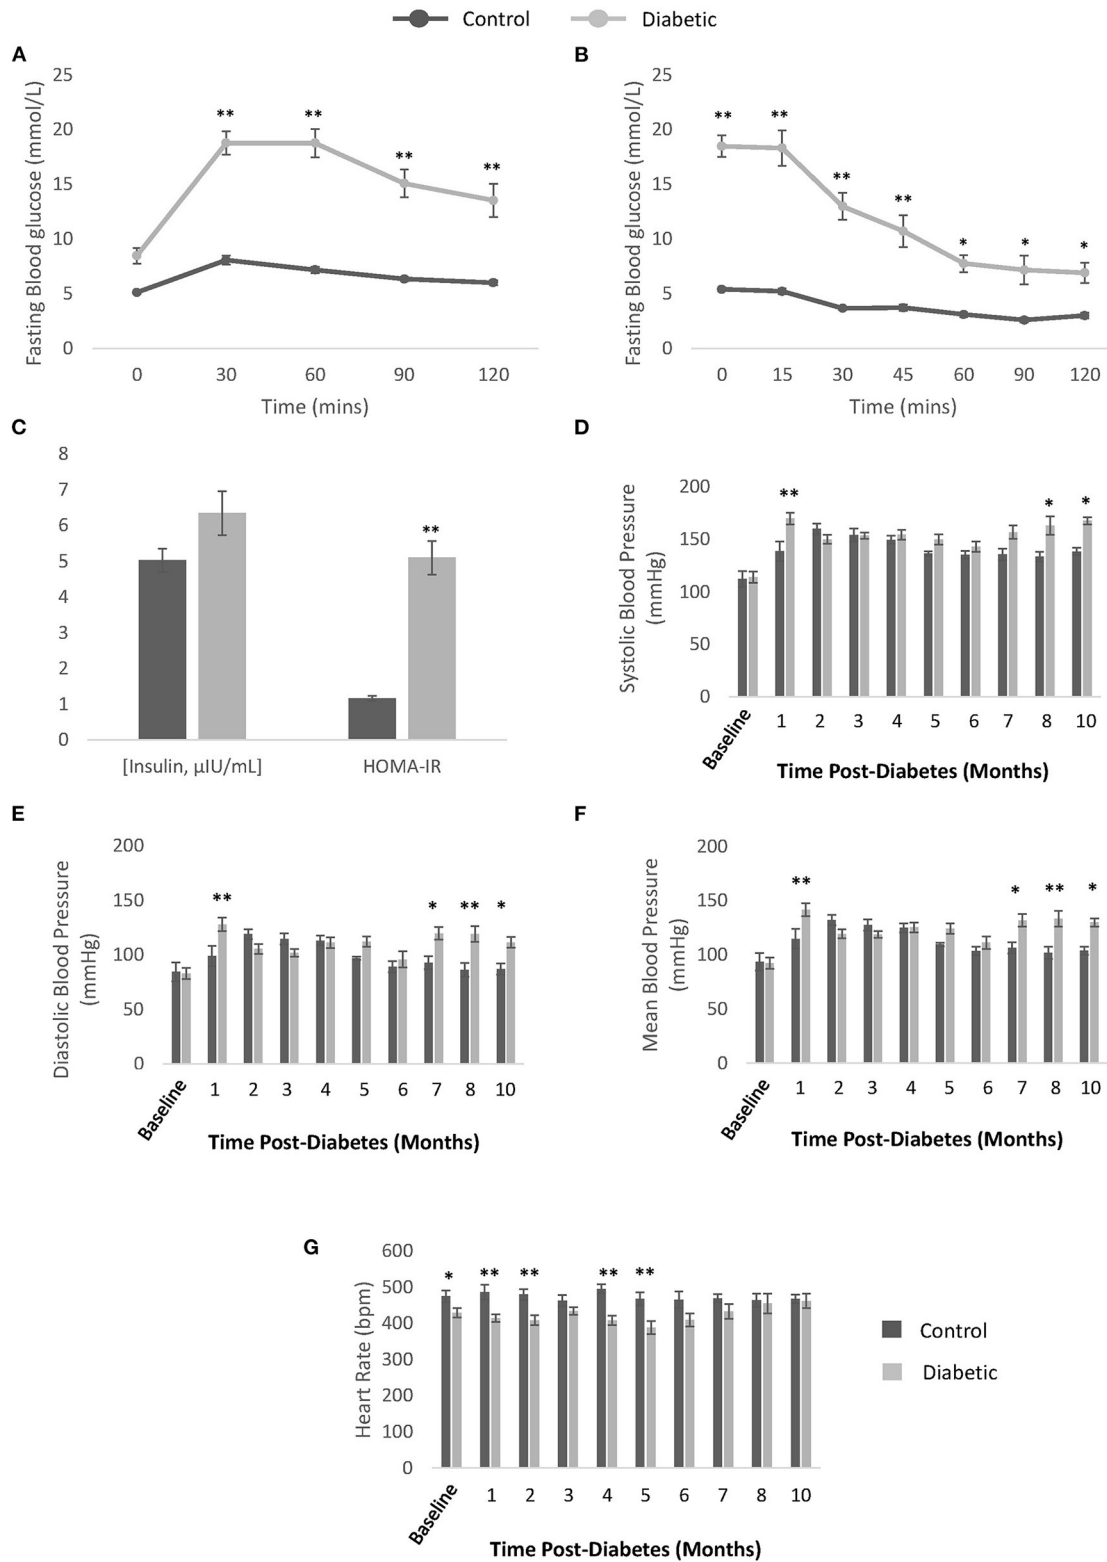 Control Diabetic
A
B
Fasting Blood glucose (mmol/L)
25
20
15
10
5
0
** ** ** **
0 30 60 90 120
Time (mins)
Fasting Blood glucose (mmol/L)
25
20
15
10
5
0
** ** ** ** * * *
0 15 30 45 60 90 120
Time (mins)
C
D
8
7
6
5
4
3
2
1
0
**
[Insulin, µIU/mL] HOMA-IR
Systolic Blood Pressure
(mmHg)
200
150
100
50
0
** * *
Baseline 1 2 3 4 5 6 7 8 10
Time Post-Diabetes (Months)
E
F
Diastolic Blood Pressure
(mmHg)
200
150
100
50
0
** * ** *
Baseline 1 2 3 4 5 6 7 8 10
Time Post-Diabetes (Months)
Mean Blood Pressure
(mmHg)
200
150
100
50
0
** * ** *
Baseline 1 2 3 4 5 6 7 8 10
Time Post-Diabetes (Months)
G
Heart Rate (bpm)
600
500
400
300
200
100
0
* ** ** ** **
Baseline 1 2 3 4 5 6 7 8 10
Time Post-Diabetes (Months)
Control
Diabetic